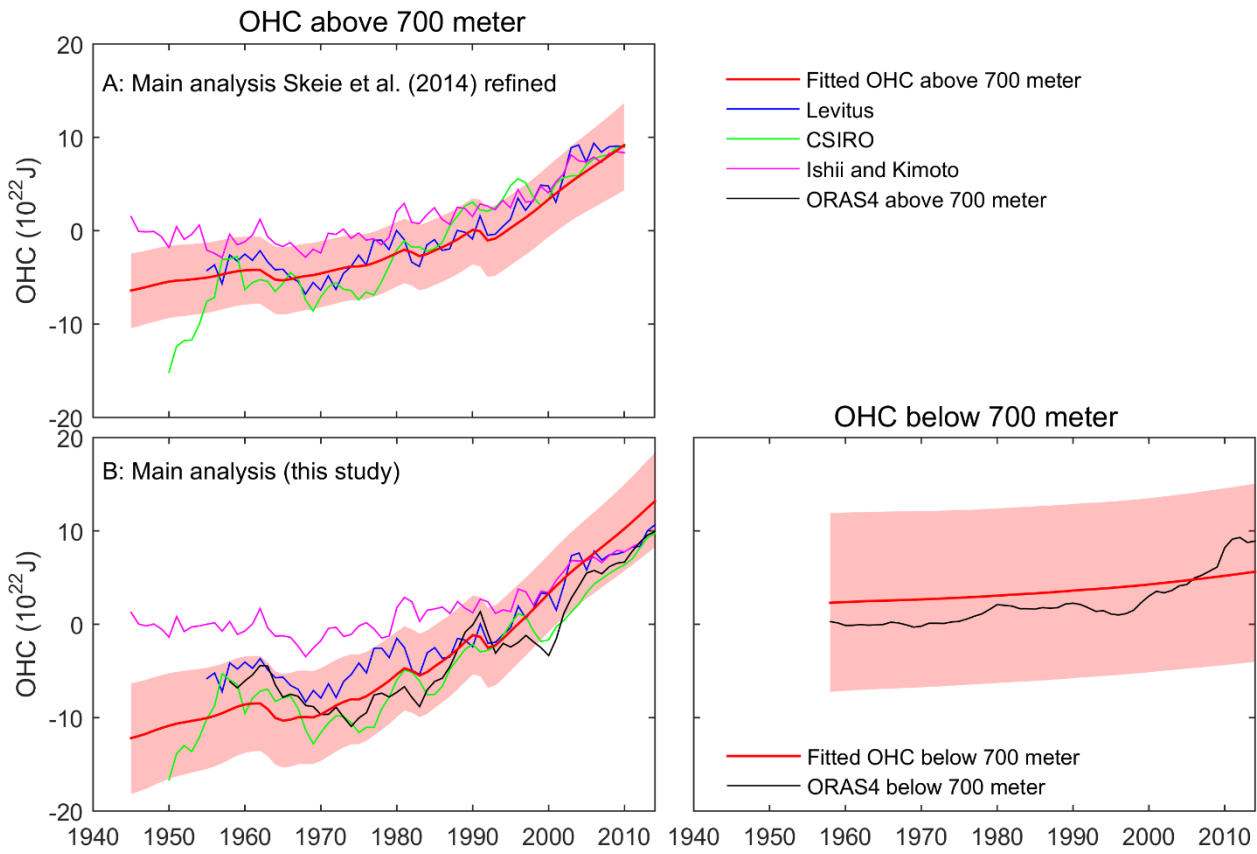 OHC above 700 meter
20
10
0
-10
-20
OHC (10²²J)
A: Main analysis Skeie et al. (2014) refined
Fitted OHC above 700 meter
Levitus
CSIRO
Ishii and Kimoto
ORAS4 above 700 meter
20
10
0
-10
-20
OHC (10²²J)
B: Main analysis (this study)
1940 1950 1960 1970 1980 1990 2000 2010
OHC below 700 meter
Fitted OHC below 700 meter
ORAS4 below 700 meter
1940 1950 1960 1970 1980 1990 2000 2010